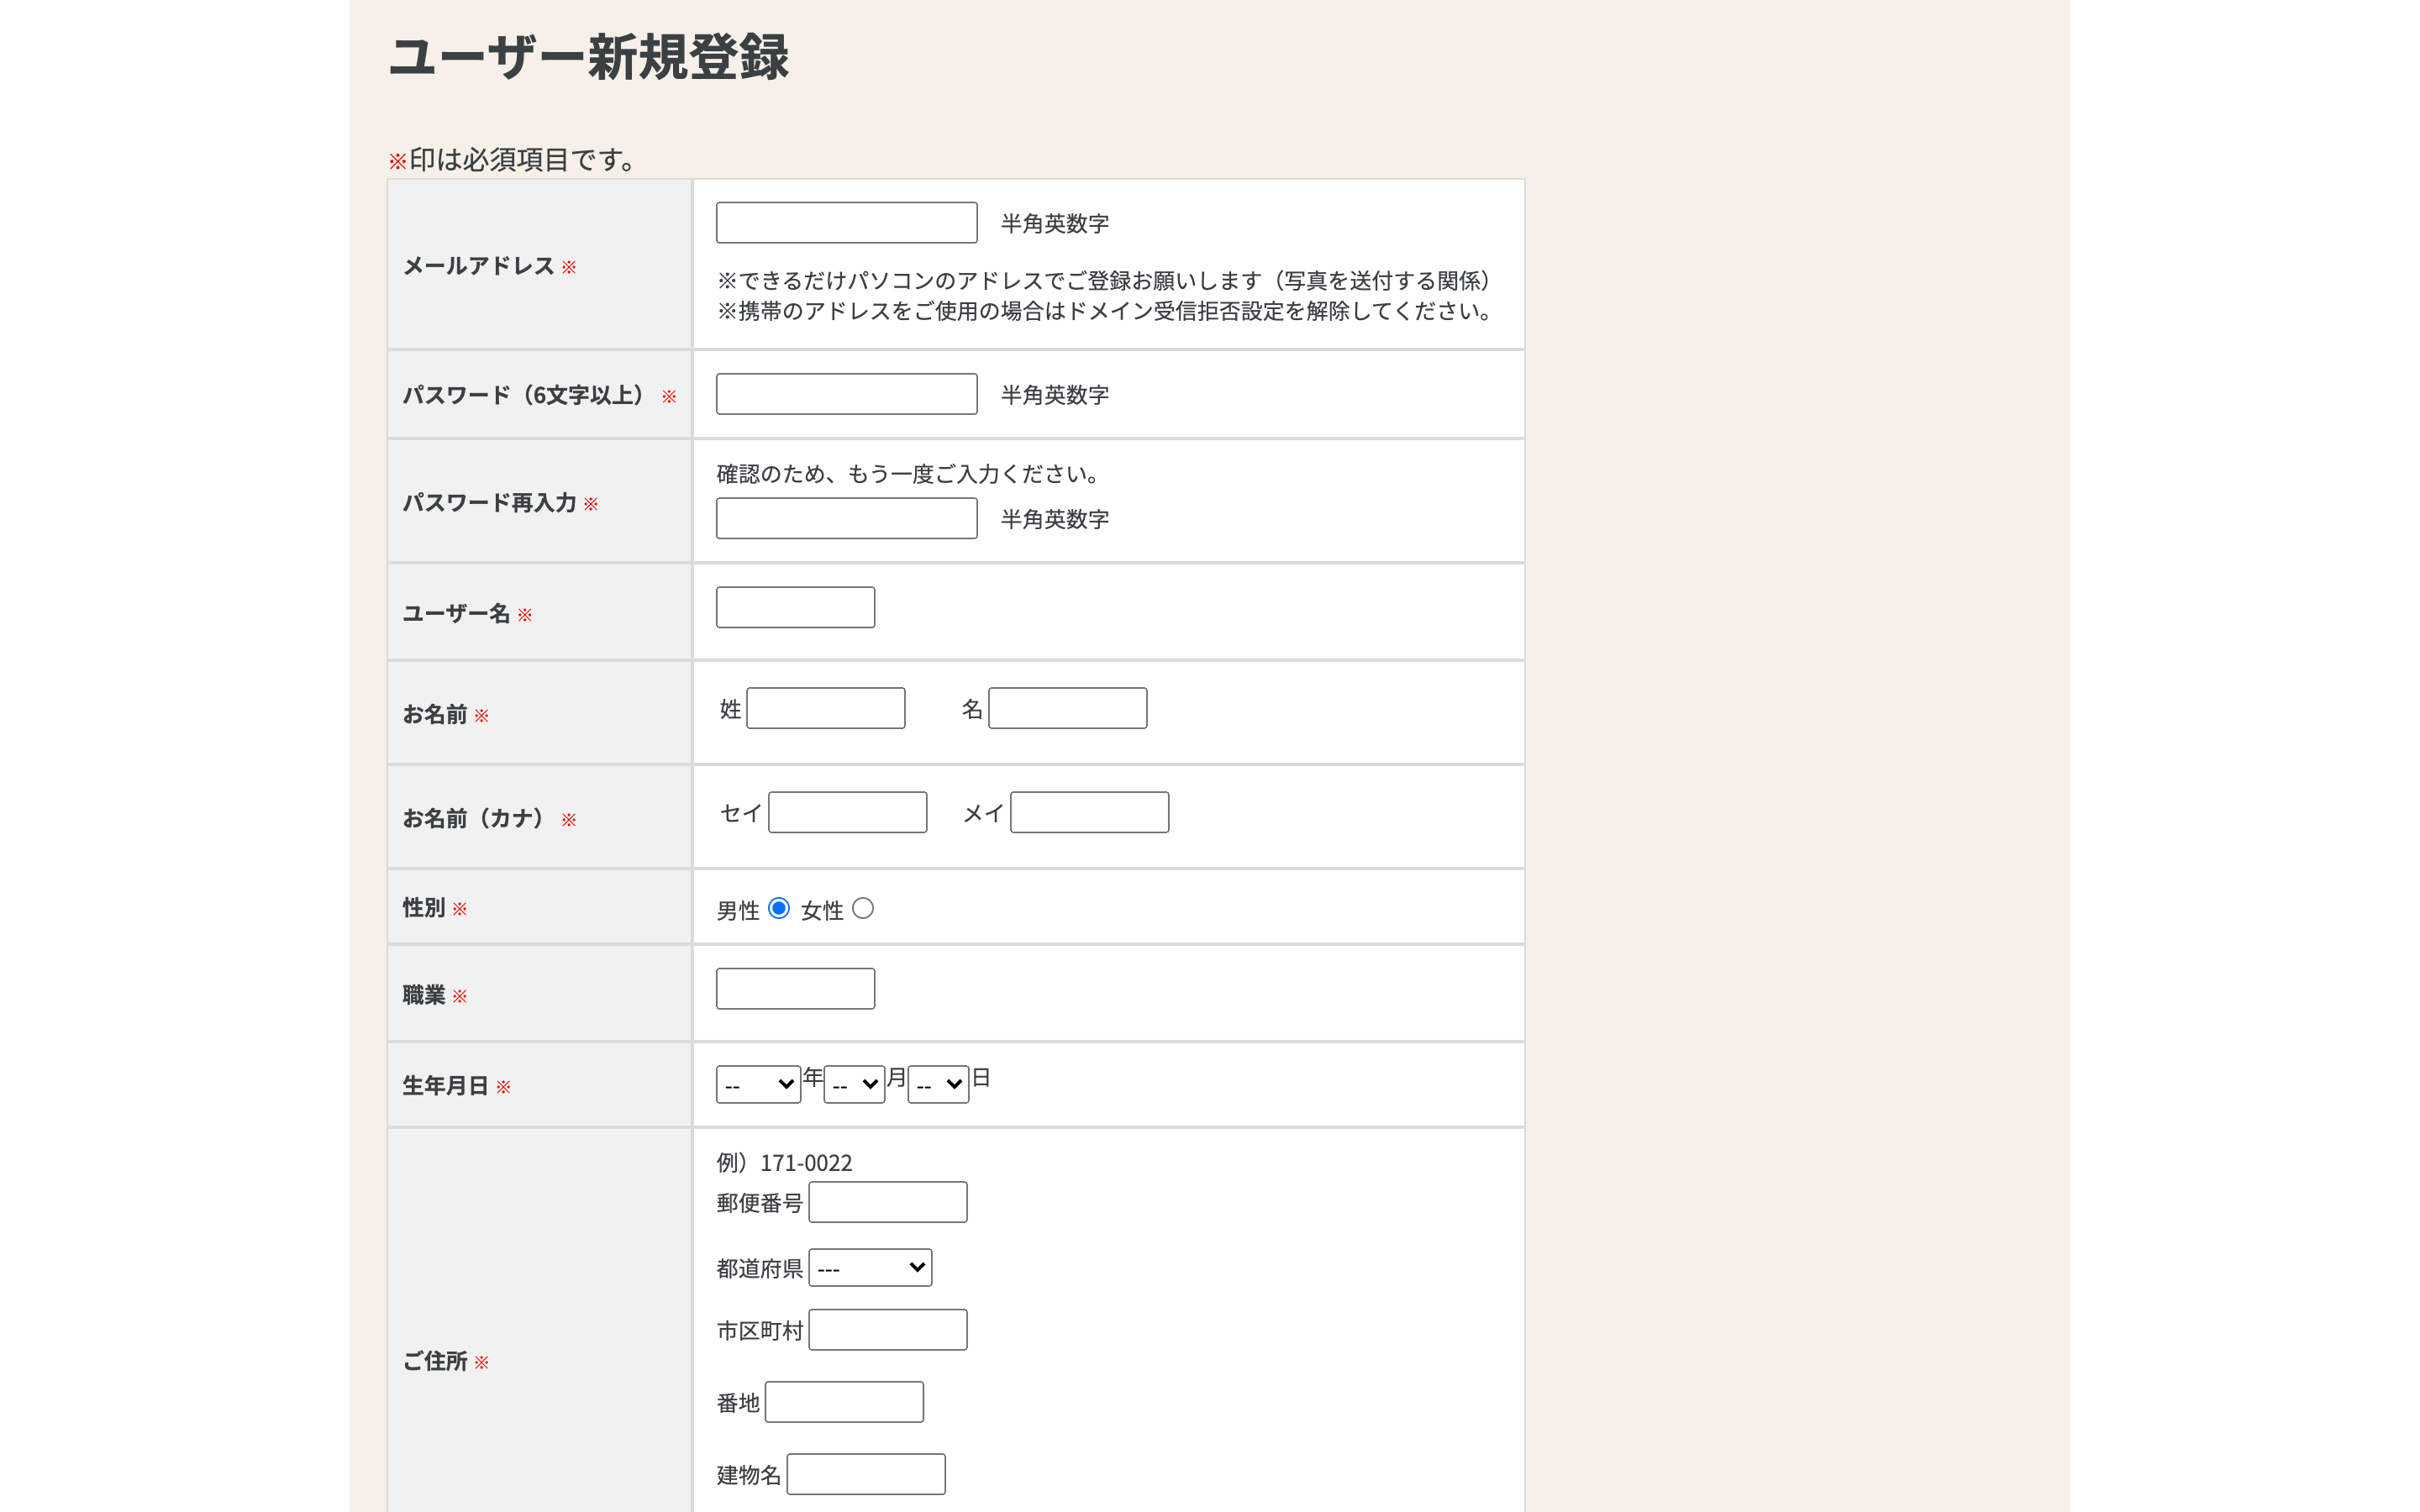 ユーザー新規登録
※印は必須項目です。
メールアドレス ※
半角英数字
※できるだけパソコンのアドレスでご登録お願いします（写真を送付する関係）
※携帯のアドレスをご使用の場合はドメイン受信拒否設定を解除してください。
パスワード（6文字以上） ※
半角英数字
パスワード再入力 ※
確認のため、もう一度ご入力ください。
半角英数字
ユーザー名 ※
お名前 ※
姓 名
お名前（カナ） ※
セイ メイ
性別 ※
男性 女性
職業 ※
生年月日 ※
-- 年 -- 月 -- 日
ご住所 ※
例）171-0022
郵便番号
都道府県 ---
市区町村
番地
建物名